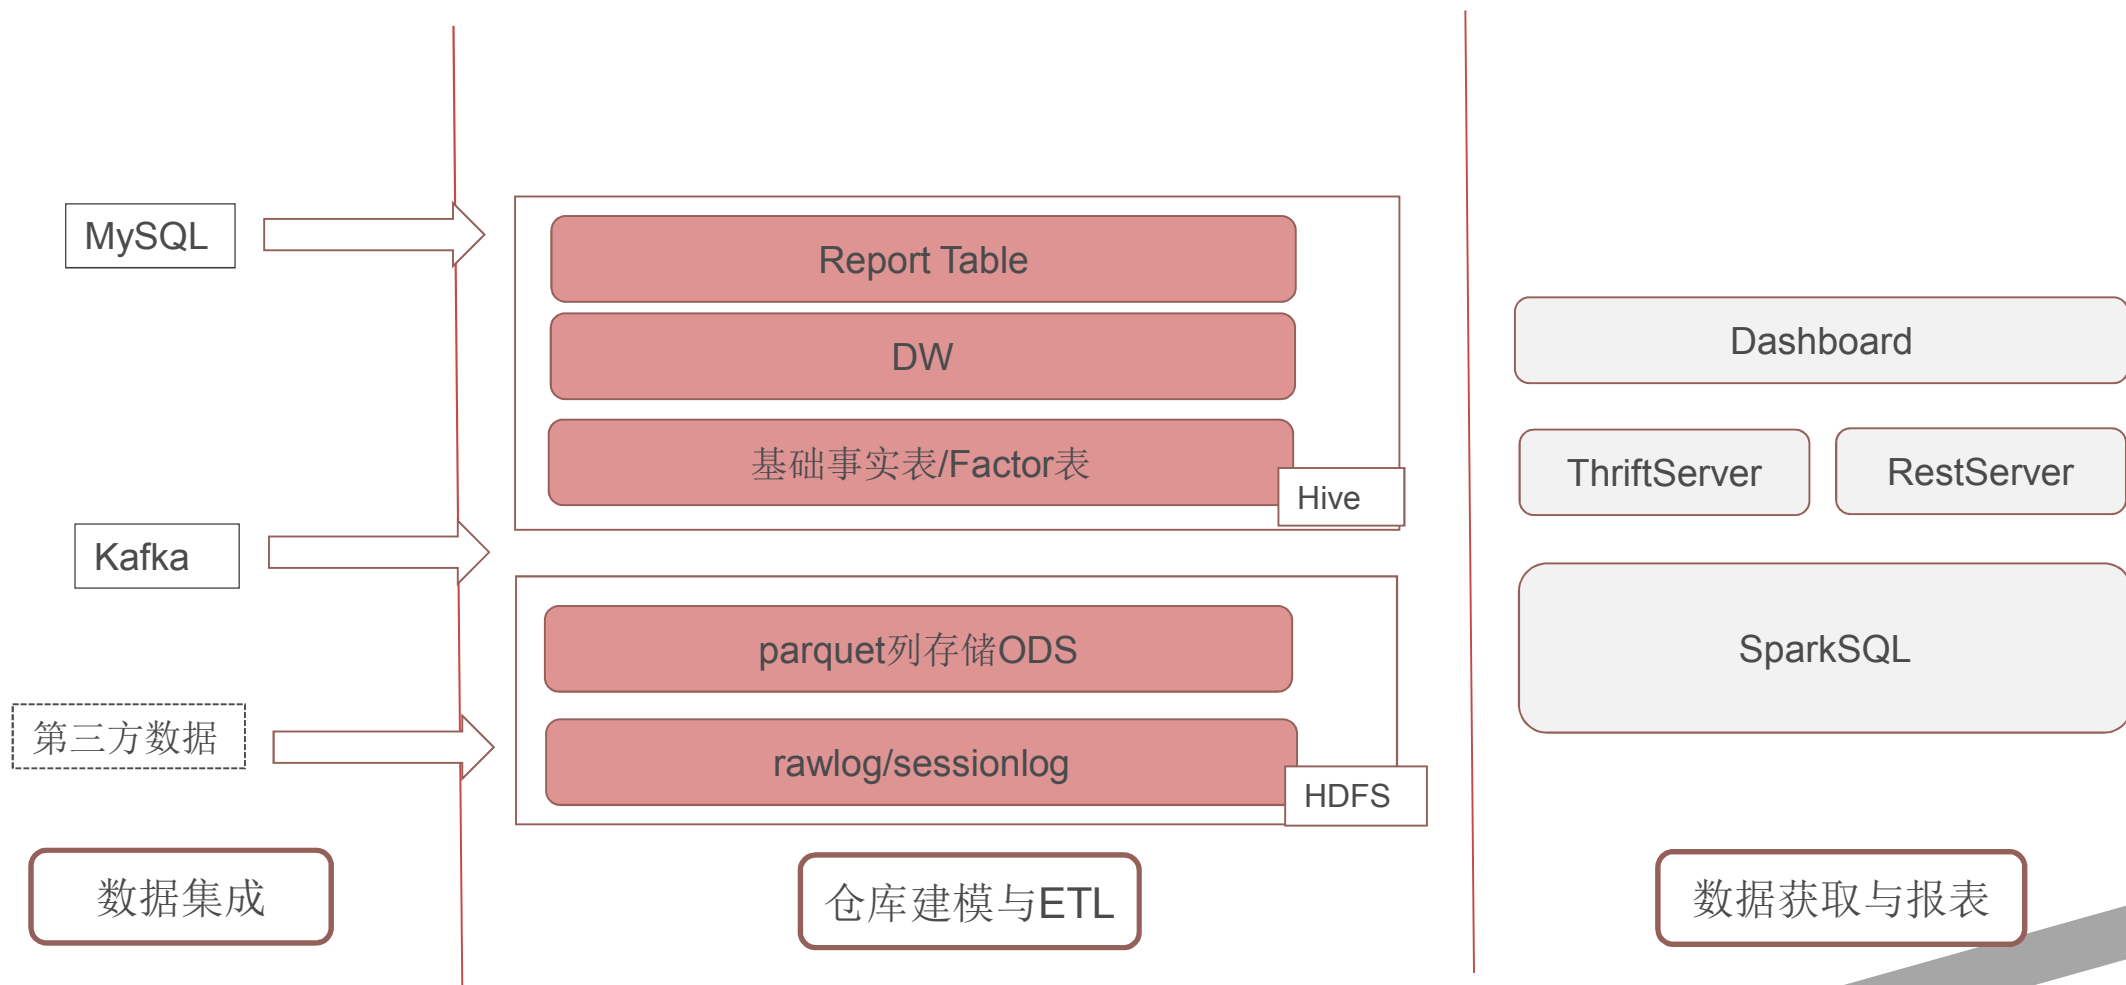 MySQL
Kafka
第三方数据
数据集成
Report Table
DW
基础事实表/Factor表
Hive
parquet列存储ODS
rawlog/sessionlog
HDFS
仓库建模与ETL
Dashboard
ThriftServer
RestServer
SparkSQL
数据获取与报表